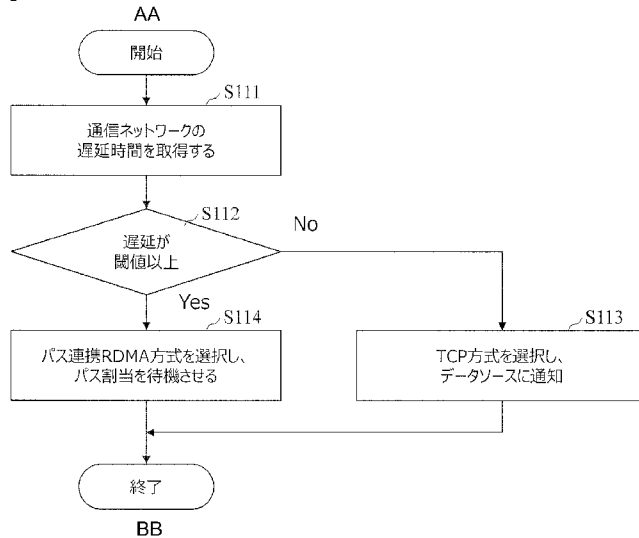 AA
開始
S111
通信ネットワークの
遅延時間を取得する
S112
遅延が
閾値以上
No
Yes
S114
パス連携RDMA方式を選択し、
パス割当を待機させる
S113
TCP方式を選択し、
データソースに通知
終了
BB